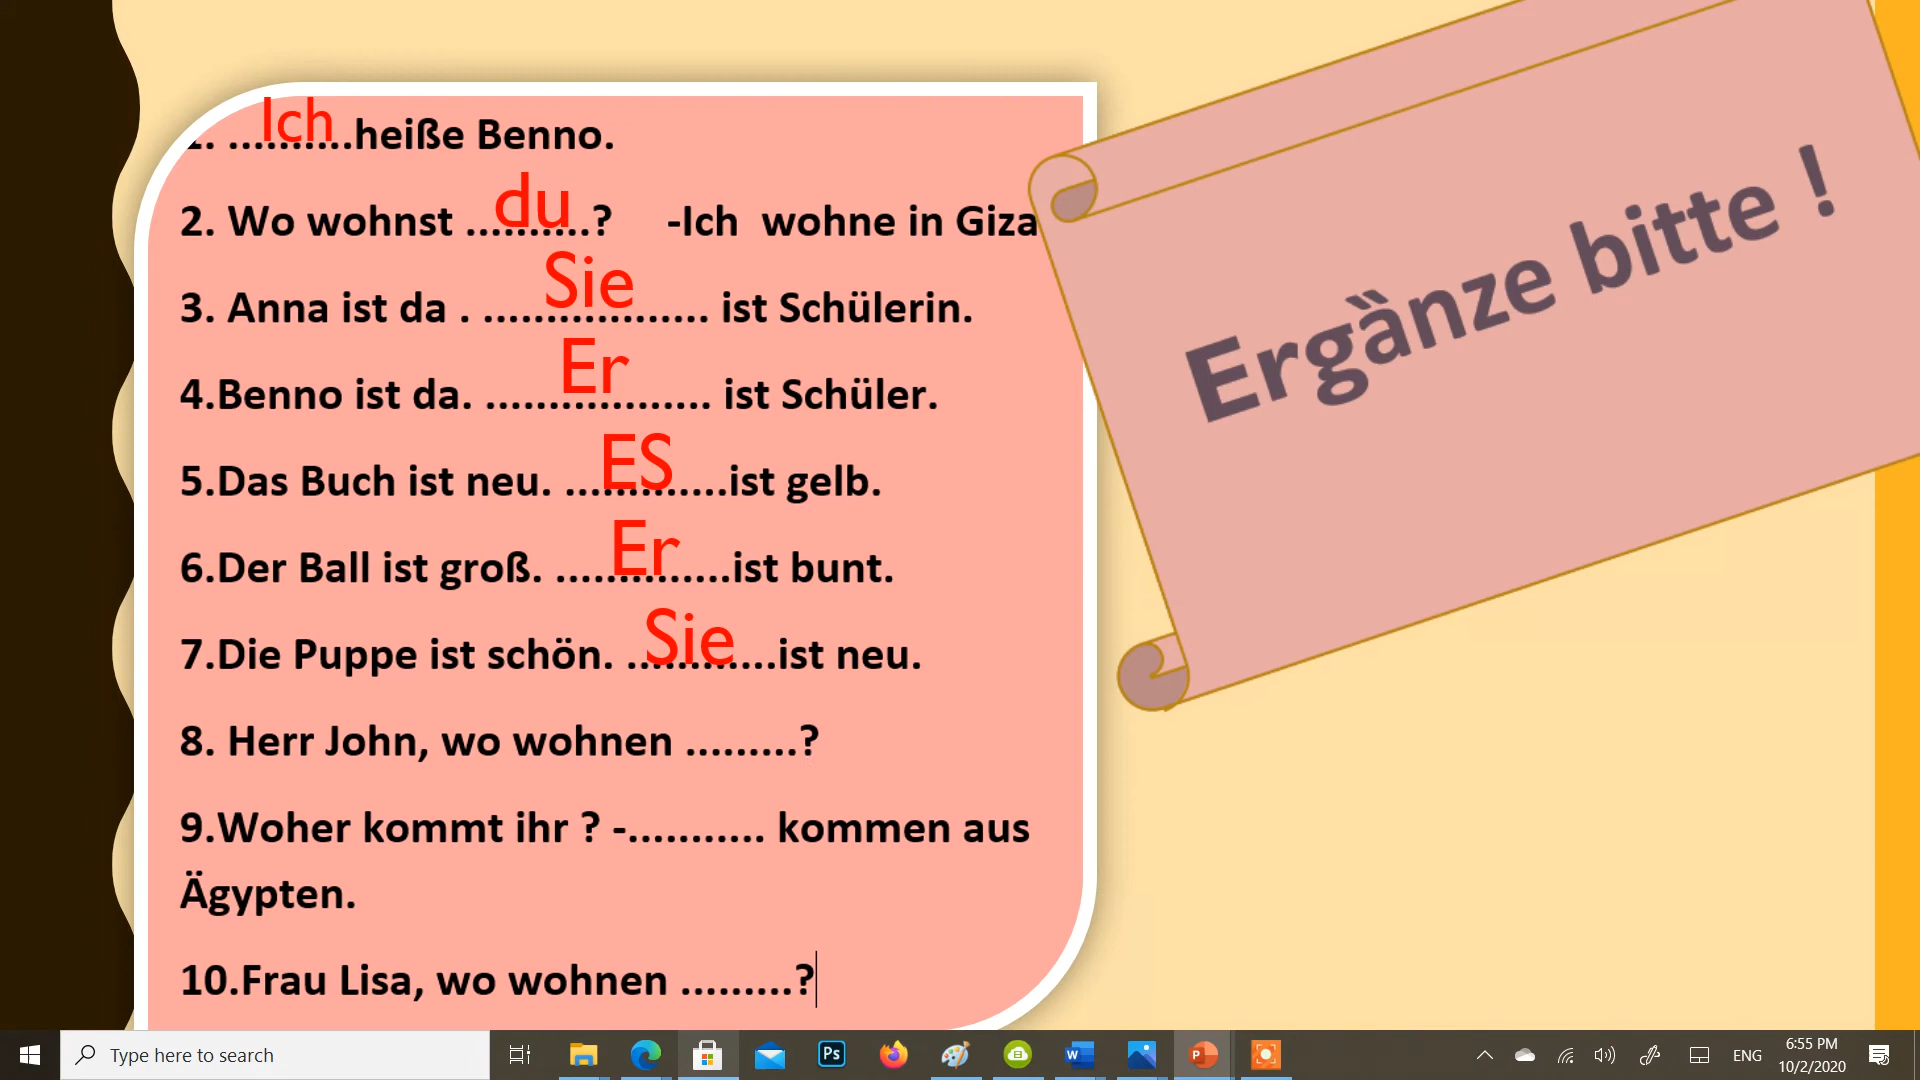 Ich
..........heiße Benno.
du
2. Wo wohnst ..........? -Ich wohne in Giza
Sie
3. Anna ist da . .................. ist Schülerin.
Er
4.Benno ist da. .................. ist Schüler.
ES
5.Das Buch ist neu. .............ist gelb.
Er
6.Der Ball ist groß. ..............ist bunt.
Sie
7.Die Puppe ist schön. ............ist neu.
8. Herr John, wo wohnen .........?
9.Woher kommt ihr ? -........... kommen aus
Ägypten.
10.Frau Lisa, wo wohnen .........?
Ergȁnze bitte !
Type here to search
Ps
W
P
ENG
6:55 PM
10/2/2020